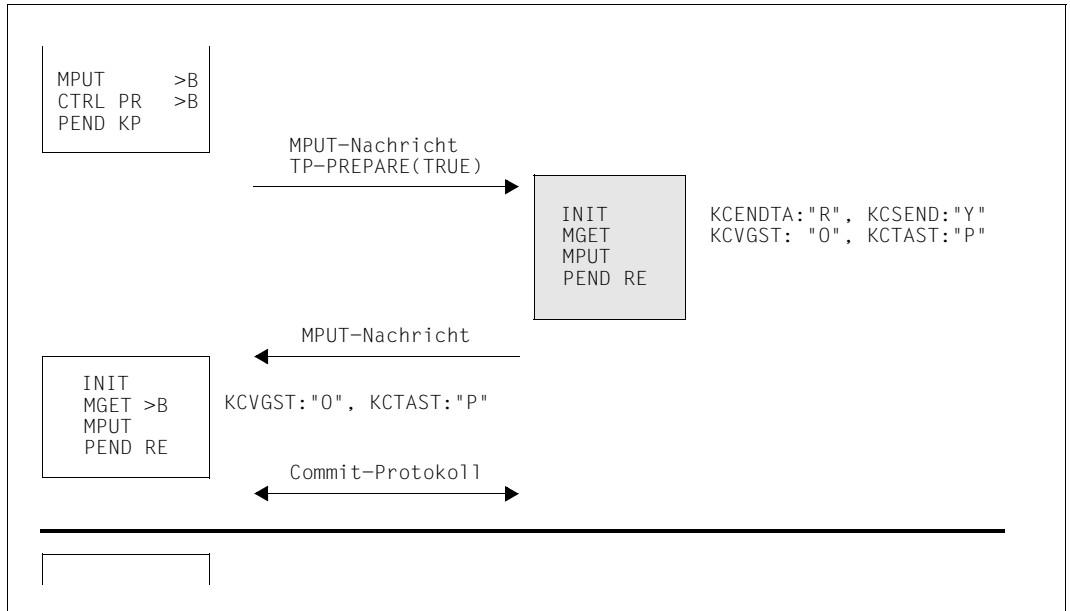 MPUT >B
CTRL PR >B
PEND KP
MPUT–Nachricht
TP–PREPARE(TRUE)
INIT KCENDTA:"R", KCSEND:"Y"
MGET KCVGST: "O", KCTAST:"P"
MPUT
PEND RE
MPUT–Nachricht
INIT
MGET >B KCVGST:"O", KCTAST:"P"
MPUT
PEND RE
Commit–Protokoll